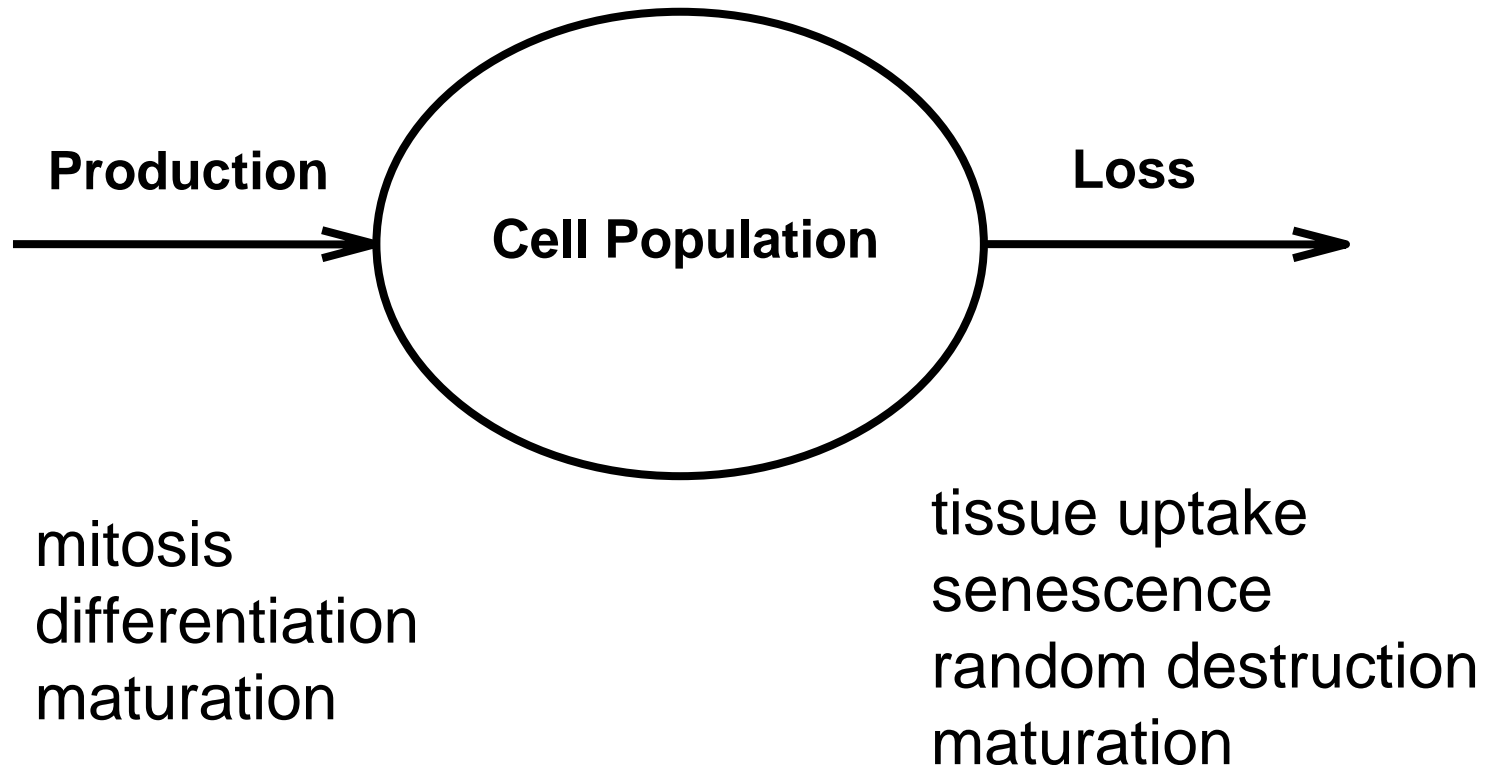 Production
Cell Population
Loss
mitosis
differentiation
maturation
tissue uptake
senescence
random destruction
maturation